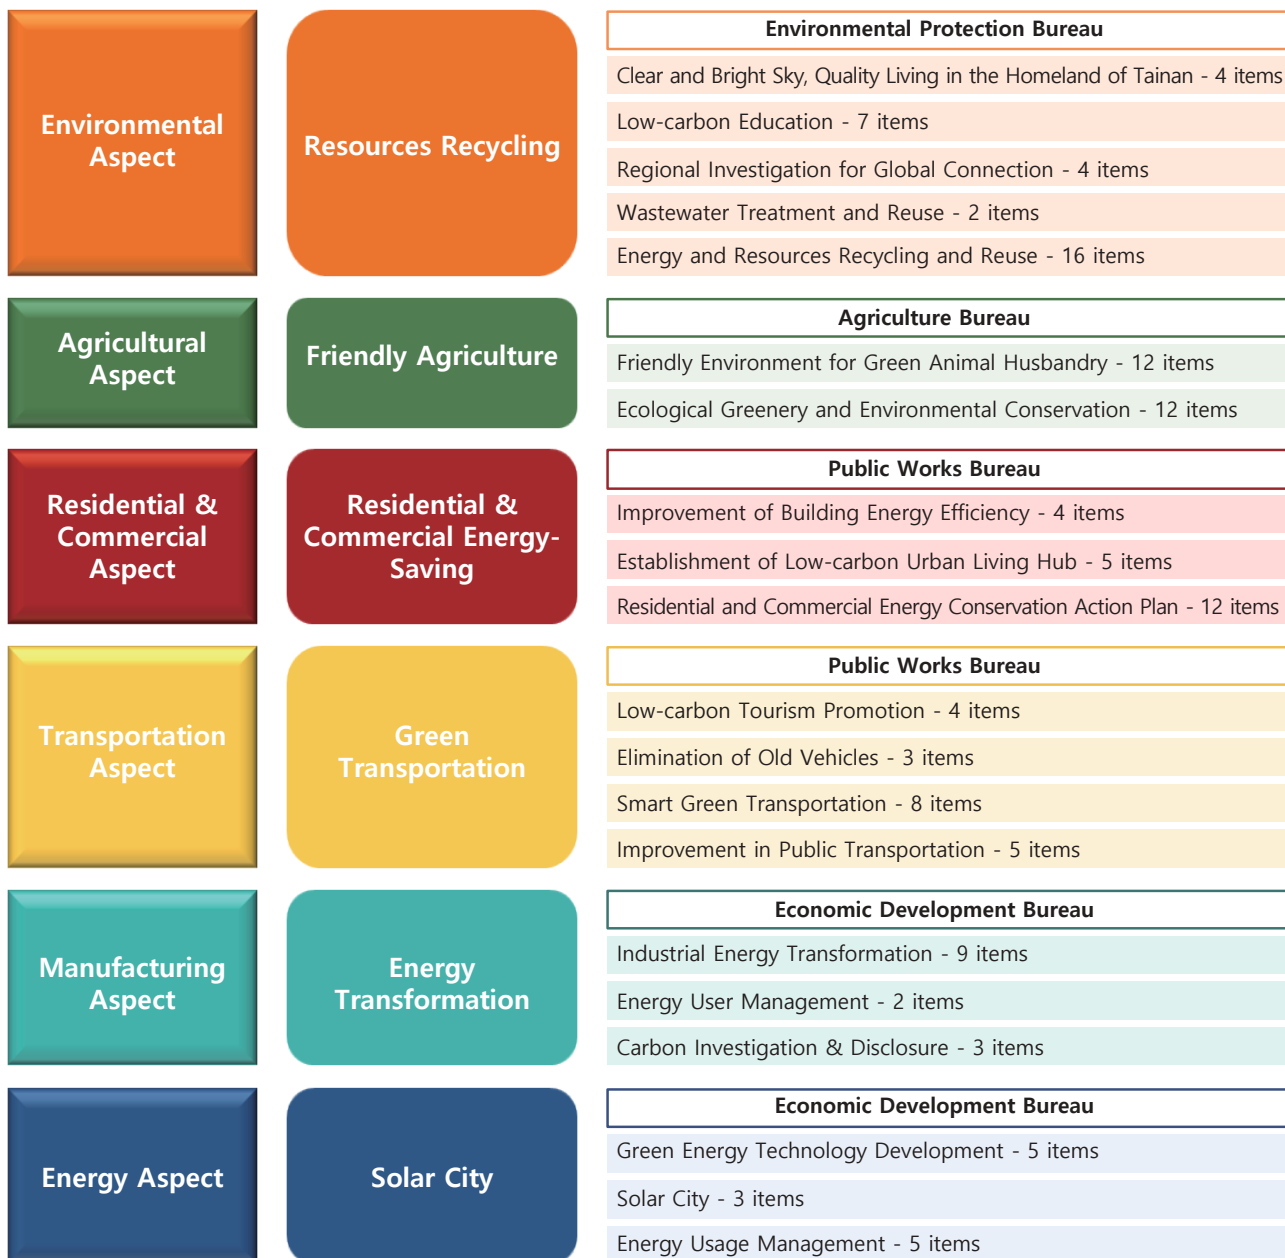 Environmental
Aspect
Resources Recycling
Environmental Protection Bureau
Clear and Bright Sky, Quality Living in the Homeland of Tainan - 4 items
Low-carbon Education - 7 items
Regional Investigation for Global Connection - 4 items
Wastewater Treatment and Reuse - 2 items
Energy and Resources Recycling and Reuse - 16 items
Agricultural
Aspect
Friendly Agriculture
Agriculture Bureau
Friendly Environment for Green Animal Husbandry - 12 items
Ecological Greenery and Environmental Conservation - 12 items
Residential &
Commercial
Aspect
Residential &
Commercial Energy-
Saving
Public Works Bureau
Improvement of Building Energy Efficiency - 4 items
Establishment of Low-carbon Urban Living Hub - 5 items
Residential and Commercial Energy Conservation Action Plan - 12 items
Transportation
Aspect
Green
Transportation
Public Works Bureau
Low-carbon Tourism Promotion - 4 items
Elimination of Old Vehicles - 3 items
Smart Green Transportation - 8 items
Improvement in Public Transportation - 5 items
Manufacturing
Aspect
Energy
Transformation
Economic Development Bureau
Industrial Energy Transformation - 9 items
Energy User Management - 2 items
Carbon Investigation & Disclosure - 3 items
Energy Aspect
Solar City
Economic Development Bureau
Green Energy Technology Development - 5 items
Solar City - 3 items
Energy Usage Management - 5 items